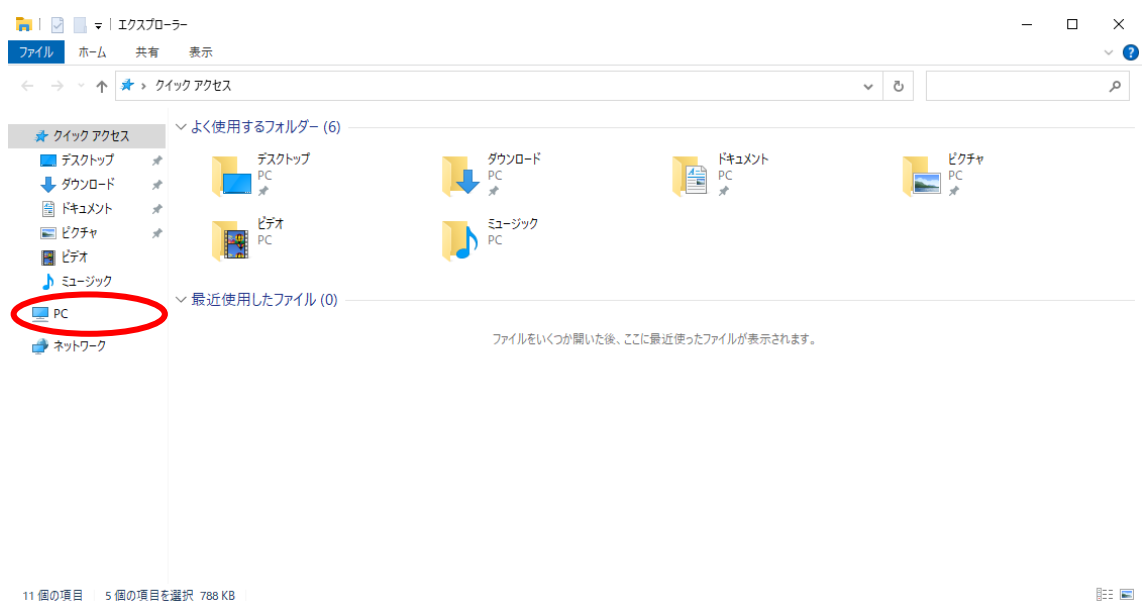 エクスプローラー
ファイル ホーム 共有 表示
クイック アクセス
クイック アクセス
デスクトップ
ダウンロード
ドキュメント
ピクチャ
ビデオ
ミュージック
PC
ネットワーク
よく使用するフォルダー (6)
デスクトップ
PC
ダウンロード
PC
ドキュメント
PC
ピクチャ
PC
ビデオ
PC
ミュージック
PC
最近使用したファイル (0)
ファイルをいくつか開いた後、ここに最近使ったファイルが表示されます。
11 個の項目 5 個の項目を選択 788 KB